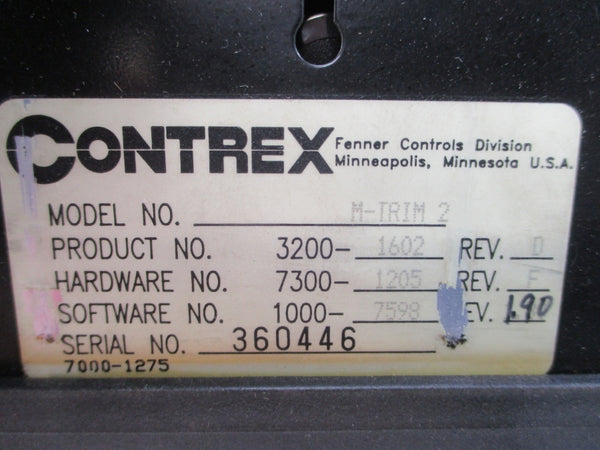 CONTREX
Fenner Controls Division
Minneapolis, Minnesota U.S.A.
MODEL NO. M-TRIM 2
PRODUCT NO. 3200-1602 REV. D
HARDWARE NO. 7300-1205 REV. F
SOFTWARE NO. 1000-7598 EV. 1.90
SERIAL NO. 360446
7000-1275